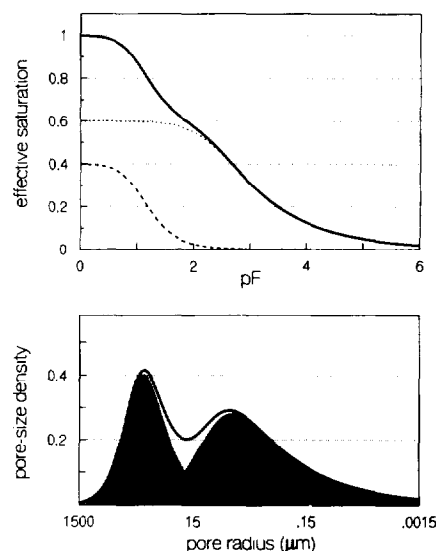 1
0.8
0.6
0.4
0.2
0
effective saturation
0 2 4 6
pF
0.4
0.2
pore-size density
1500 15 .15 .0015
pore radius (μm)